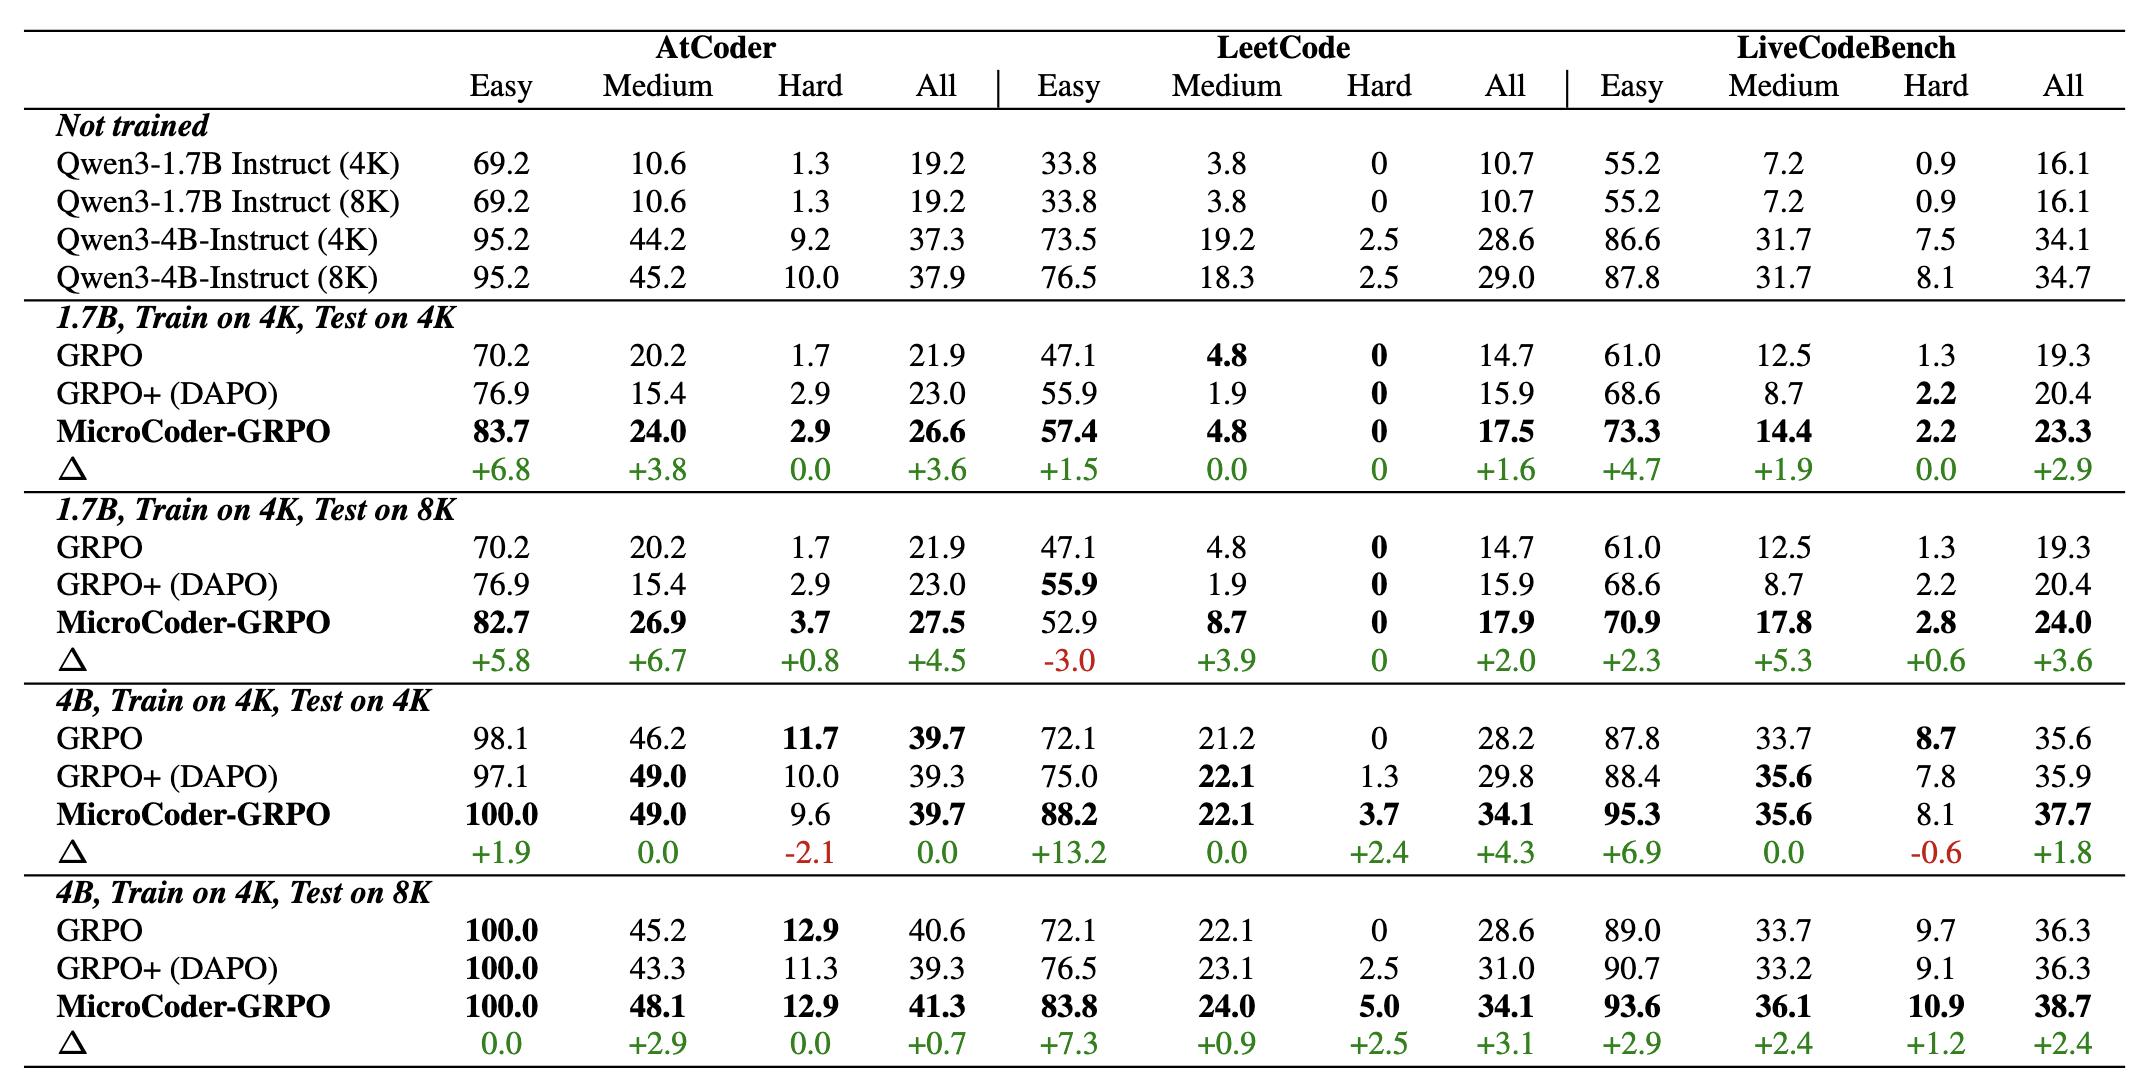 AtCoder LeetCode LiveCodeBench
Easy Medium Hard All Easy Medium Hard All Easy Medium Hard All
Not trained
Qwen3-1.7B Instruct (4K) 69.2 10.6 1.3 19.2 33.8 3.8 0 10.7 55.2 7.2 0.9 16.1
Qwen3-1.7B Instruct (8K) 69.2 10.6 1.3 19.2 33.8 3.8 0 10.7 55.2 7.2 0.9 16.1
Qwen3-4B-Instruct (4K) 95.2 44.2 9.2 37.3 73.5 19.2 2.5 28.6 86.6 31.7 7.5 34.1
Qwen3-4B-Instruct (8K) 95.2 45.2 10.0 37.9 76.5 18.3 2.5 29.0 87.8 31.7 8.1 34.7
1.7B, Train on 4K, Test on 4K
GRPO 70.2 20.2 1.7 21.9 47.1 4.8 0 14.7 61.0 12.5 1.3 19.3
GRPO+ (DAPO) 76.9 15.4 2.9 23.0 55.9 1.9 0 15.9 68.6 8.7 2.2 20.4
MicroCoder-GRPO 83.7 24.0 2.9 26.6 57.4 4.8 0 17.5 73.3 14.4 2.2 23.3
Δ +6.8 +3.8 0.0 +3.6 +1.5 0.0 0 +1.6 +4.7 +1.9 0.0 +2.9
1.7B, Train on 4K, Test on 8K
GRPO 70.2 20.2 1.7 21.9 47.1 4.8 0 14.7 61.0 12.5 1.3 19.3
GRPO+ (DAPO) 76.9 15.4 2.9 23.0 55.9 1.9 0 15.9 68.6 8.7 2.2 20.4
MicroCoder-GRPO 82.7 26.9 3.7 27.5 52.9 8.7 0 17.9 70.9 17.8 2.8 24.0
Δ +5.8 +6.7 +0.8 +4.5 -3.0 +3.9 0 +2.0 +2.3 +5.3 +0.6 +3.6
4B, Train on 4K, Test on 4K
GRPO 98.1 46.2 11.7 39.7 72.1 21.2 0 28.2 87.8 33.7 8.7 35.6
GRPO+ (DAPO) 97.1 49.0 10.0 39.3 75.0 22.1 1.3 29.8 88.4 35.6 7.8 35.9
MicroCoder-GRPO 100.0 49.0 9.6 39.7 88.2 22.1 3.7 34.1 95.3 35.6 8.1 37.7
Δ +1.9 0.0 -2.1 0.0 +13.2 0.0 +2.4 +4.3 +6.9 0.0 -0.6 +1.8
4B, Train on 4K, Test on 8K
GRPO 100.0 45.2 12.9 40.6 72.1 22.1 0 28.6 89.0 33.7 9.7 36.3
GRPO+ (DAPO) 100.0 43.3 11.3 39.3 76.5 23.1 2.5 31.0 90.7 33.2 9.1 36.3
MicroCoder-GRPO 100.0 48.1 12.9 41.3 83.8 24.0 5.0 34.1 93.6 36.1 10.9 38.7
Δ 0.0 +2.9 0.0 +0.7 +7.3 +0.9 +2.5 +3.1 +2.9 +2.4 +1.2 +2.4